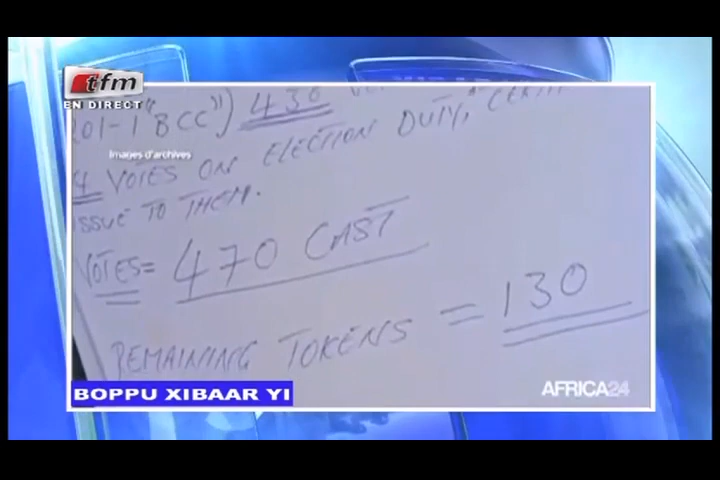 tfm
EN DIRECT
201-1 "BCC") 430
Images d'archives
4 VOTES ON ELECTION DUTY,
ISSUE TO THEM.
VOTES = 470 CAST
REMAINING TOKENS = 130
BOPPU XIBAAR YI
AFRICA24